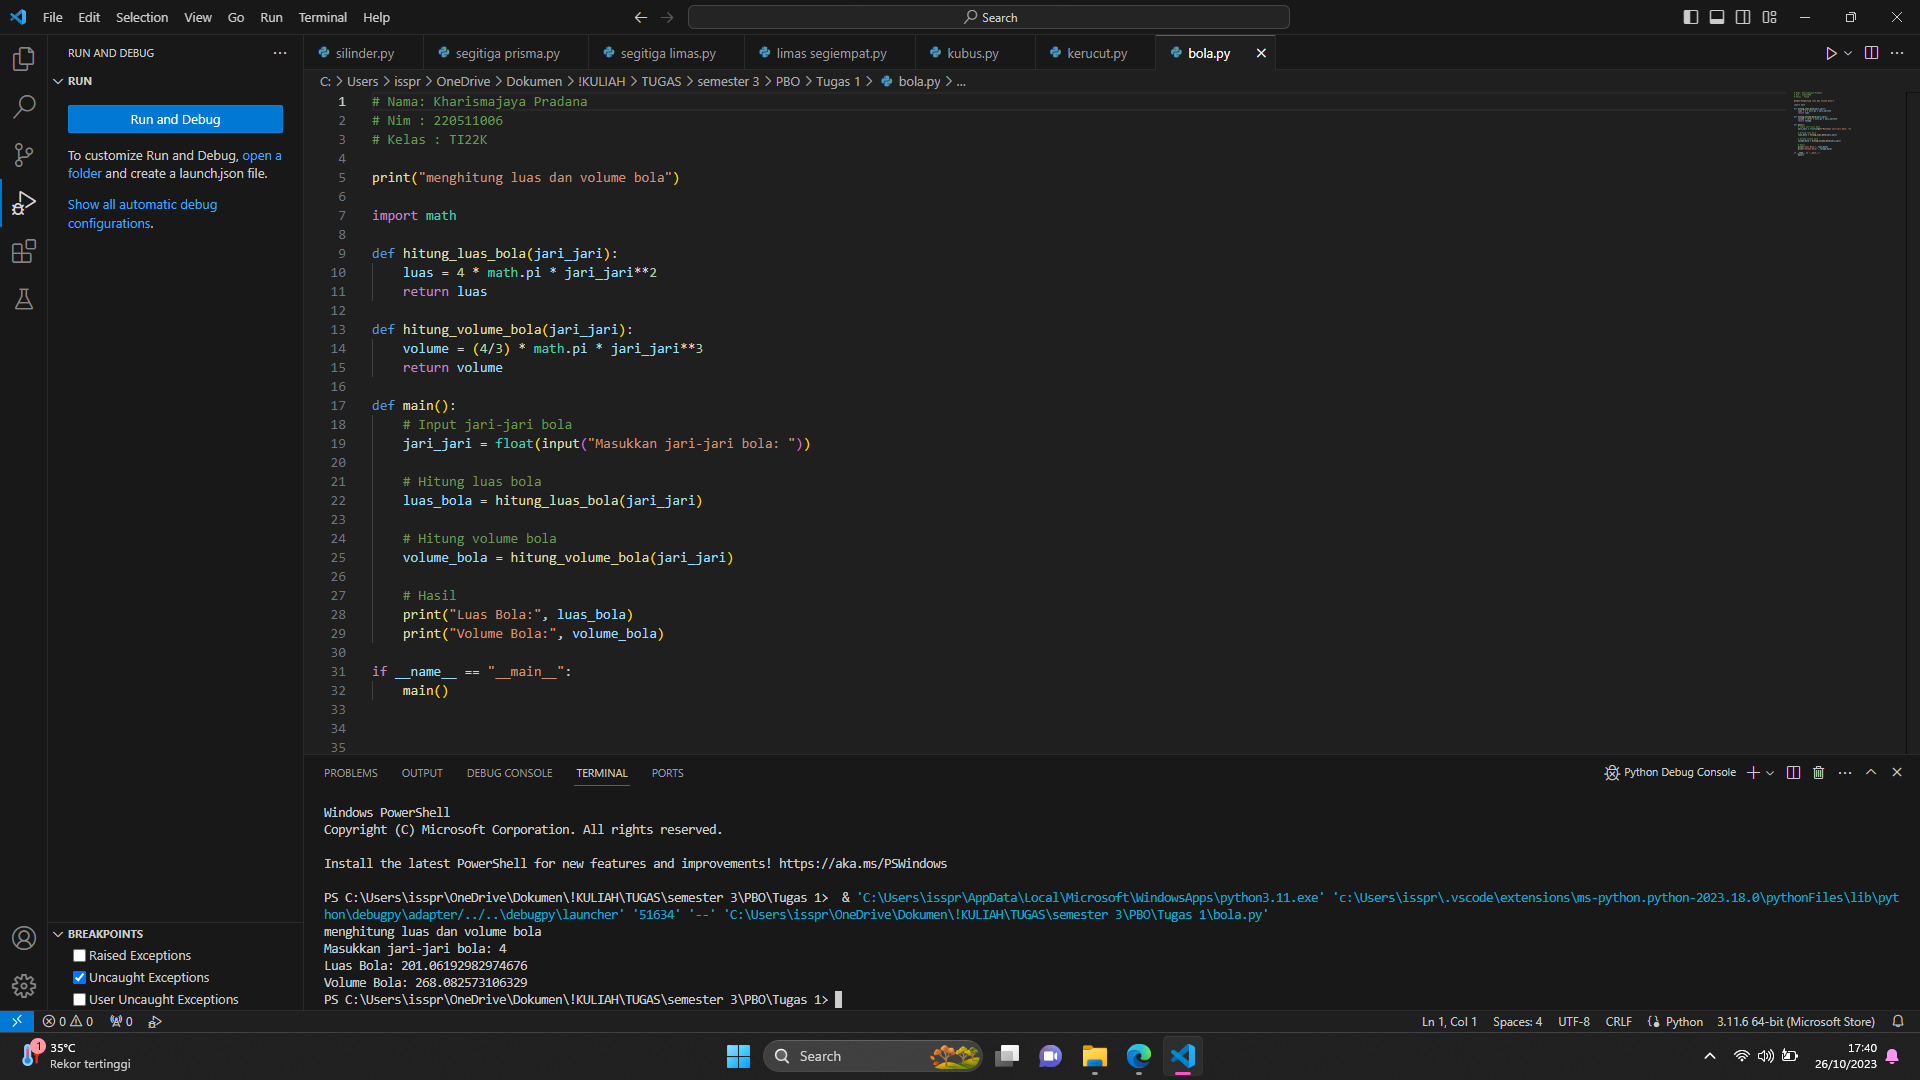 File Edit Selection View Go Run Terminal Help
Search
RUN AND DEBUG
RUN
Run and Debug
To customize Run and Debug, open a
folder and create a launch.json file.
Show all automatic debug
configurations.
silinder.py segitiga prisma.py segitiga limas.py limas segiempat.py kubus.py kerucut.py bola.py
C: > Users > isspr > OneDrive > Dokumen > !KULIAH > TUGAS > semester 3 > PBO > Tugas 1 > bola.py > ...
1 # Nama: Kharismajaya Pradana
2 # Nim : 220511006
3 # Kelas : TI22K
4
5 print("menghitung luas dan volume bola")
6
7 import math
8
9 def hitung_luas_bola(jari_jari):
10 luas = 4 * math.pi * jari_jari**2
11 return luas
12
13 def hitung_volume_bola(jari_jari):
14 volume = (4/3) * math.pi * jari_jari**3
15 return volume
16
17 def main():
18 # Input jari-jari bola
19 jari_jari = float(input("Masukkan jari-jari bola: "))
20
21 # Hitung luas bola
22 luas_bola = hitung_luas_bola(jari_jari)
23
24 # Hitung volume bola
25 volume_bola = hitung_volume_bola(jari_jari)
26
27 # Hasil
28 print("Luas Bola:", luas_bola)
29 print("Volume Bola:", volume_bola)
30
31 if __name__ == "__main__":
32 main()
33
34
35
PROBLEMS OUTPUT DEBUG CONSOLE TERMINAL PORTS
Python Debug Console
Windows PowerShell
Copyright (C) Microsoft Corporation. All rights reserved.
Install the latest PowerShell for new features and improvements! https://aka.ms/PSWindows
PS C:\Users\isspr\OneDrive\Dokumen\!KULIAH\TUGAS\semester 3\PBO\Tugas 1> & 'C:\Users\isspr\AppData\Local\Microsoft\WindowsApps\python3.11.exe' 'c:\Users\isspr\.vscode\extensions\ms-python.python-2023.18.0\pythonFiles\lib\pyt
hon\debugpy\adapter/../..\debugpy\launcher' '51634' '--' 'C:\Users\isspr\OneDrive\Dokumen\!KULIAH\TUGAS\semester 3\PBO\Tugas 1\bola.py'
menghitung luas dan volume bola
Masukkan jari-jari bola: 4
Luas Bola: 201.06192982974676
Volume Bola: 268.082573106329
PS C:\Users\isspr\OneDrive\Dokumen\!KULIAH\TUGAS\semester 3\PBO\Tugas 1>
BREAKPOINTS
Raised Exceptions
Uncaught Exceptions
User Uncaught Exceptions
0 0 0
Ln 1, Col 1 Spaces: 4 UTF-8 CRLF Python 3.11.6 64-bit (Microsoft Store)
1
35°C
Rekor tertinggi
Search
17:40
26/10/2023